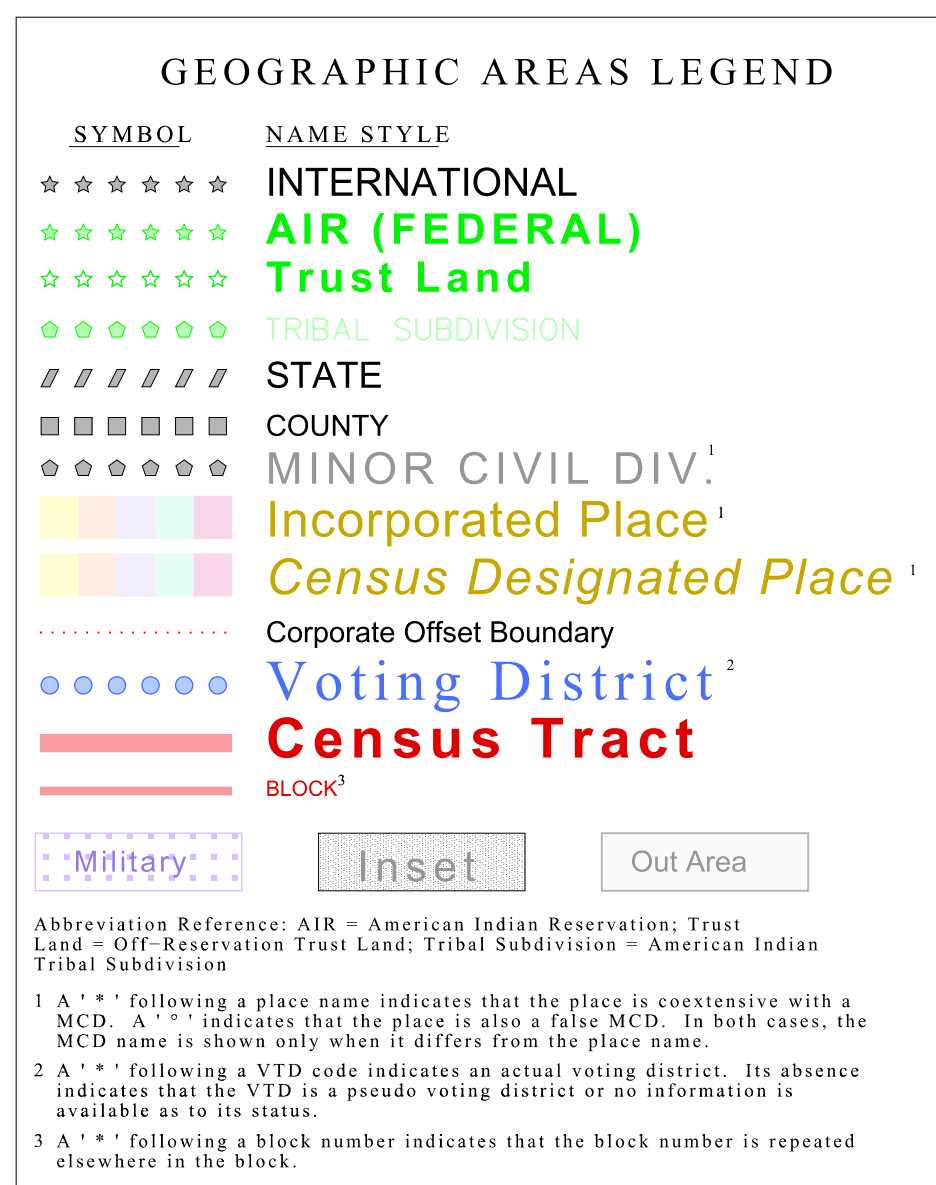 GEOGRAPHIC AREAS LEGEND
SYMBOL NAME STYLE
INTERNATIONAL
AIR (FEDERAL)
Trust Land
TRIBAL SUBDIVISION
STATE
COUNTY
MINOR CIVIL DIV.1
Incorporated Place 1
Census Designated Place 1
Corporate Offset Boundary
Voting District 2
Census Tract
BLOCK3
Military Inset Out Area
Abbreviation Reference: AIR = American Indian Reservation; Trust
Land = Off−Reservation Trust Land; Tribal Subdivision = American Indian
Tribal Subdivision
1 A ' * ' following a place name indicates that the place is coextensive with a
MCD. A ' ° ' indicates that the place is also a false MCD. In both cases, the
MCD name is shown only when it differs from the place name.
2 A ' * ' following a VTD code indicates an actual voting district. Its absence
indicates that the VTD is a pseudo voting district or no information is
available as to its status.
3 A ' * ' following a block number indicates that the block number is repeated
elsewhere in the block.